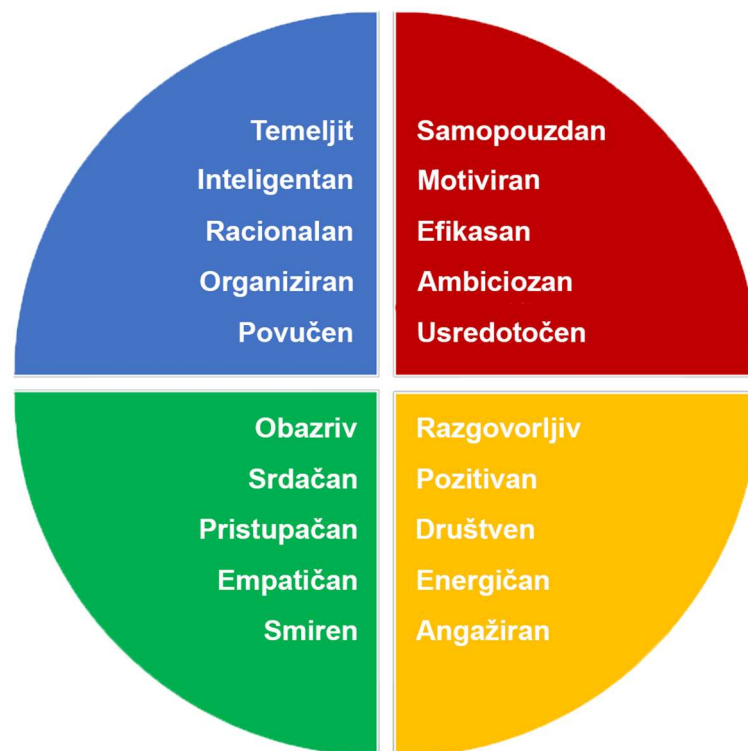 Temeljit
Inteligentan
Racionalan
Organiziran
Povučen
Samopouzdan
Motiviran
Efikasan
Ambiciozan
Usredotočen
Obazriv
Srdačan
Pristupačan
Empatičan
Smiren
Razgovorljiv
Pozitivan
Društven
Energičan
Angažiran